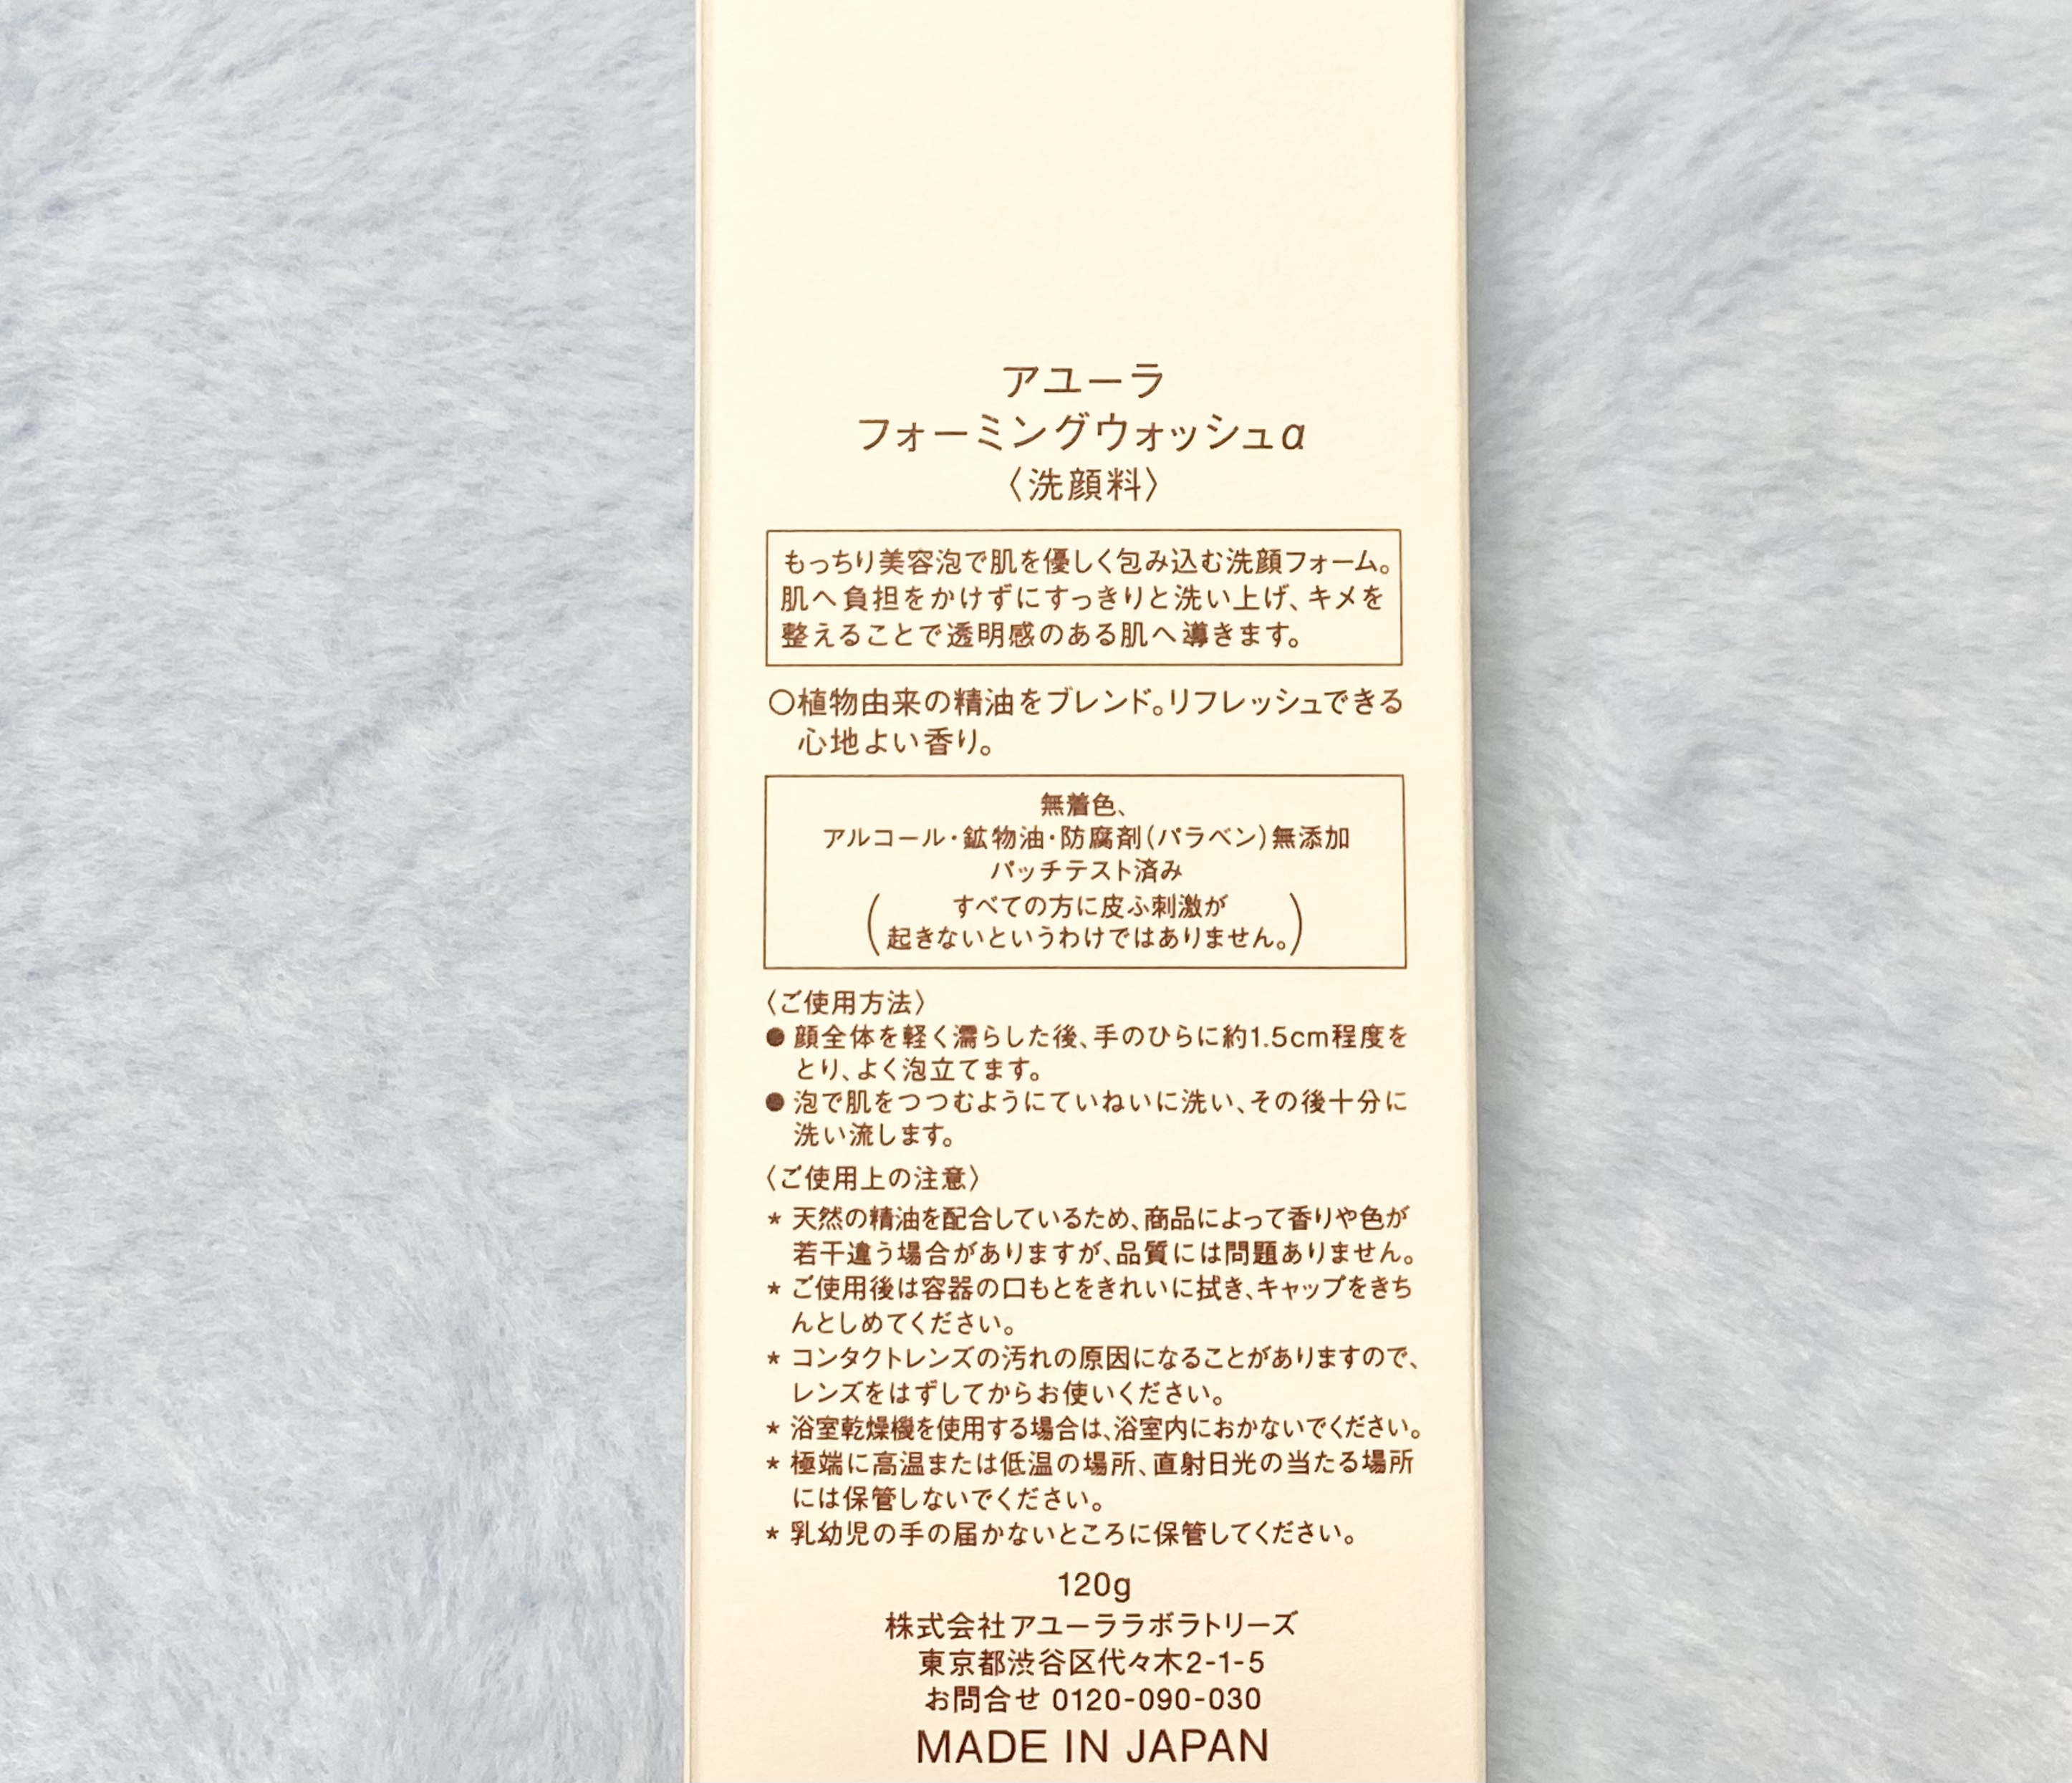 アユーラ
フォーミングウォッシュα
〈洗顔料〉
もっちり美容泡で肌を優しく包み込む洗顔フォーム。
肌へ負担をかけずにすっきりと洗い上げ、キメを
整えることで透明感のある肌へ導きます。
○植物由来の精油をブレンド。リフレッシュできる
心地よい香り。
無着色、
アルコール・鉱物油・防腐剤(パラベン)無添加
パッチテスト済み
(すべての方に皮ふ刺激が
起きないというわけではありません。)
〈ご使用方法〉
●顔全体を軽く濡らした後、手のひらに約1.5cm程度を
とり、よく泡立てます。
●泡で肌をつつむようにていねいに洗い、その後十分に
洗い流します。
〈ご使用上の注意〉
* 天然の精油を配合しているため、商品によって香りや色が
若干違う場合がありますが、品質には問題ありません。
* ご使用後は容器の口もとをきれいに拭き、キャップをきち
んとしめてください。
* コンタクトレンズの汚れの原因になることがありますので、
レンズをはずしてからお使いください。
* 浴室乾燥機を使用する場合は、浴室内におかないでください。
* 極端に高温または低温の場所、直射日光の当たる場所
には保管しないでください。
* 乳幼児の手の届かないところに保管してください。
120g
株式会社アユーララボラトリーズ
東京都渋谷区代々木2-1-5
お問合せ 0120-090-030
MADE IN JAPAN